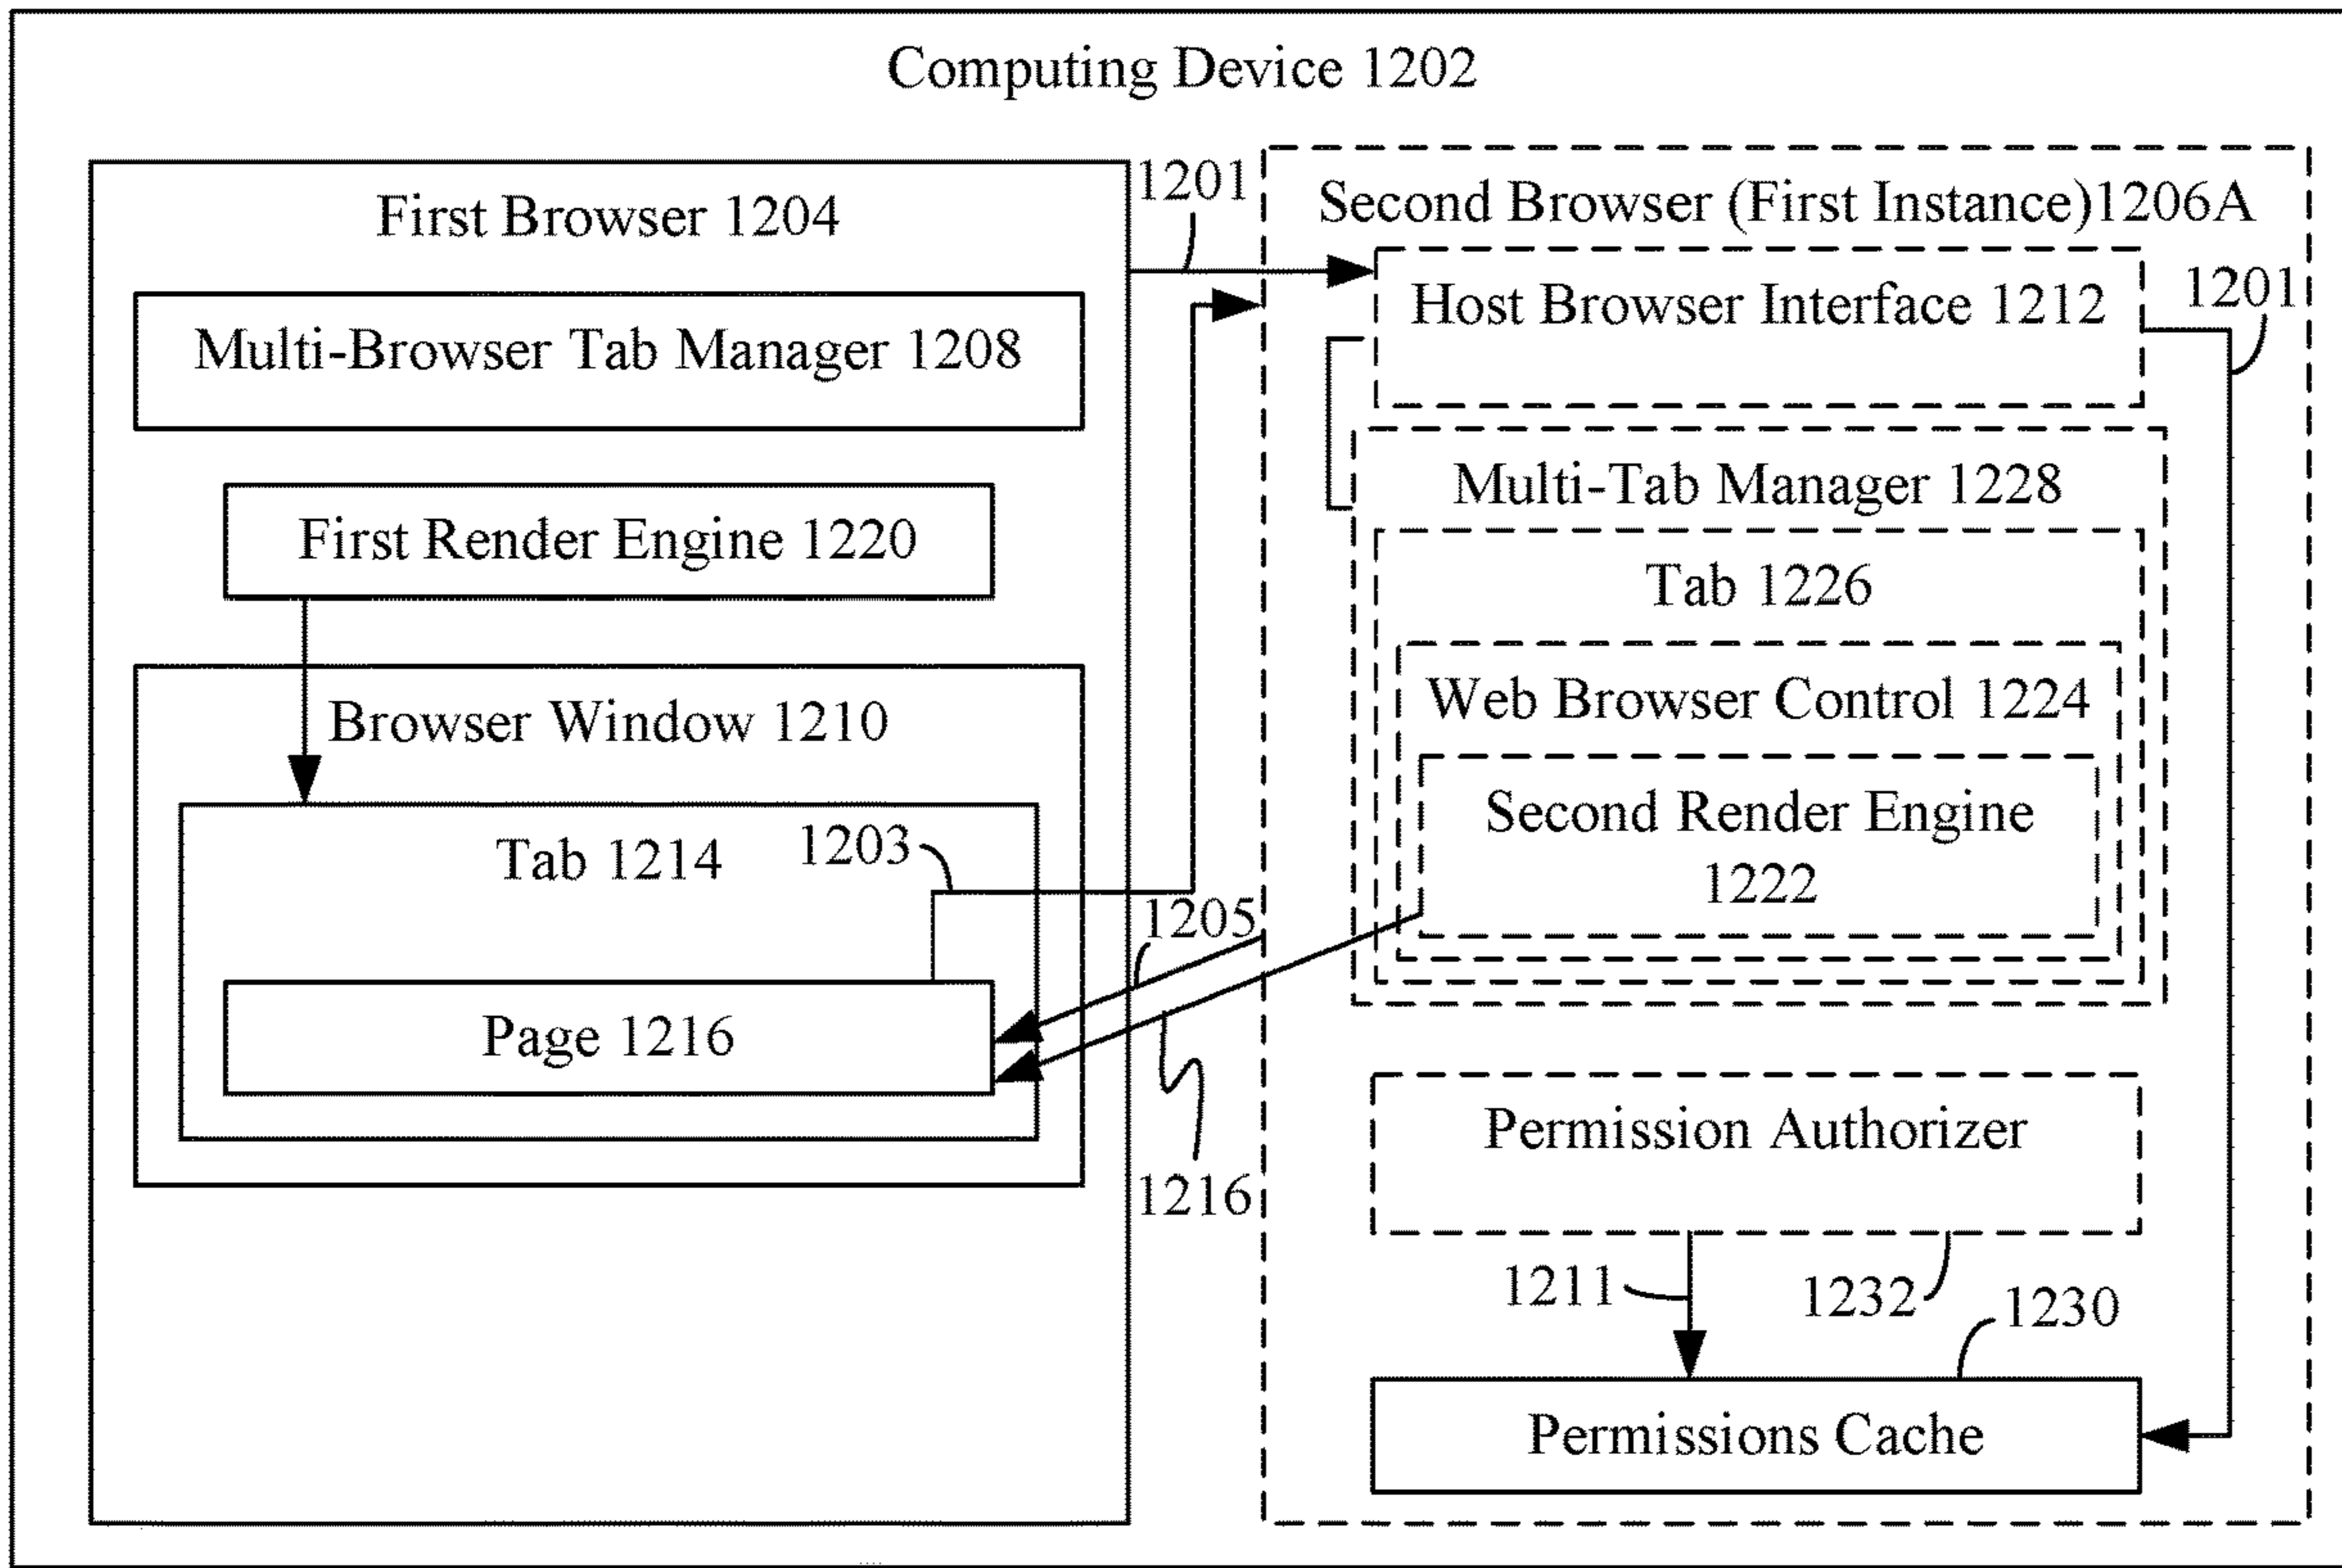 Computing Device 1202
First Browser 1204
Multi-Browser Tab Manager 1208
First Render Engine 1220
Browser Window 1210
Tab 1214
1203
Page 1216
1201
1205
1216
Second Browser (First Instance)1206A
Host Browser Interface 1212
1201
Multi-Tab Manager 1228
Tab 1226
Web Browser Control 1224
Second Render Engine
1222
Permission Authorizer
1211
1232
1230
Permissions Cache